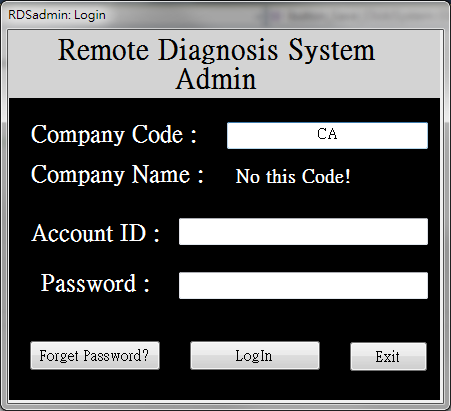 RDSadmin: Login
Remote Diagnosis System
Admin
Company Code : CA
Company Name : No this Code!
Account ID :
Password :
Forget Password? LogIn Exit